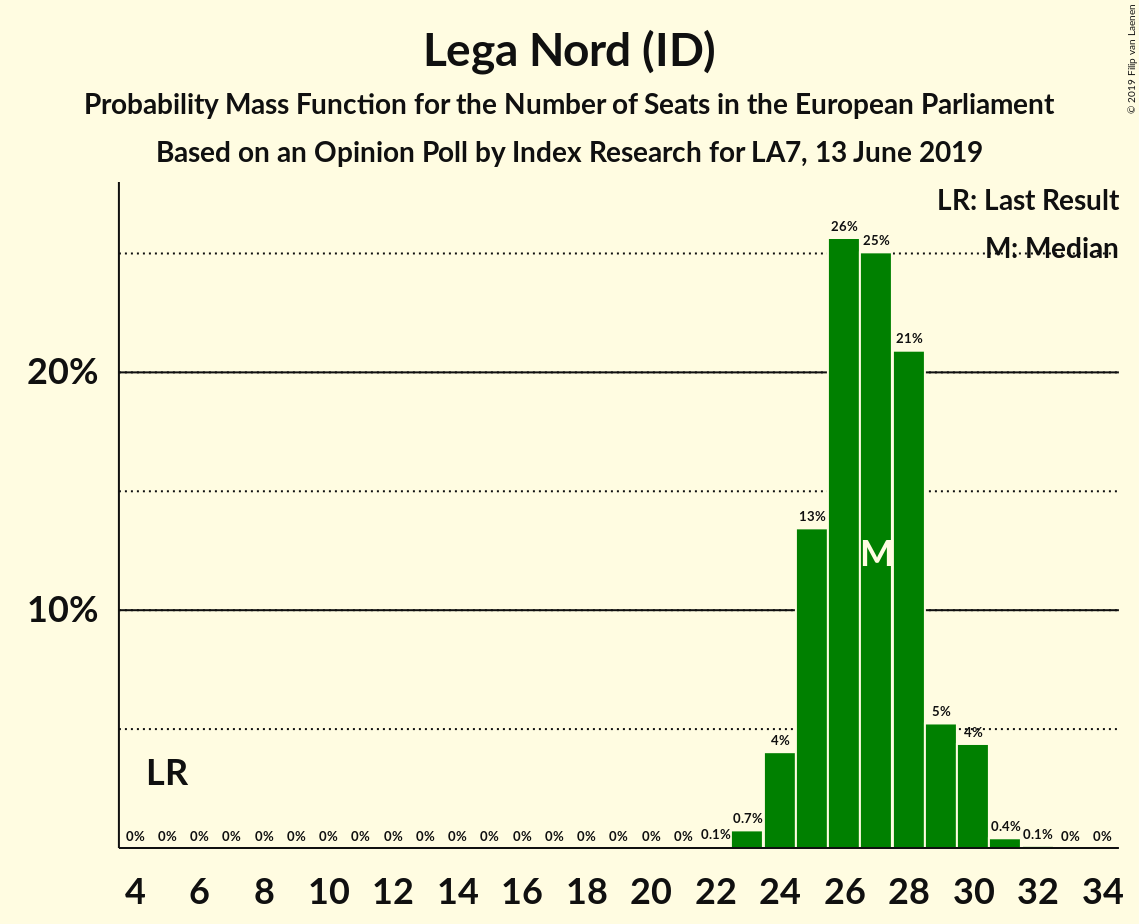 Lega Nord (ID)
Probability Mass Function for the Number of Seats in the European Parliament
Based on an Opinion Poll by Index Research for LA7, 13 June 2019
© 2019 Filip van Laenen
LR: Last Result
M: Median
26%
25%
21%
20%
13%
M
10%
5%
4%
4%
LR
0% 0% 0% 0% 0% 0% 0% 0% 0% 0% 0% 0% 0% 0% 0% 0% 0% 0% 0.1% 0.7% 0.4% 0.1% 0% 0%
4 6 8 10 12 14 16 18 20 22 24 26 28 30 32 34